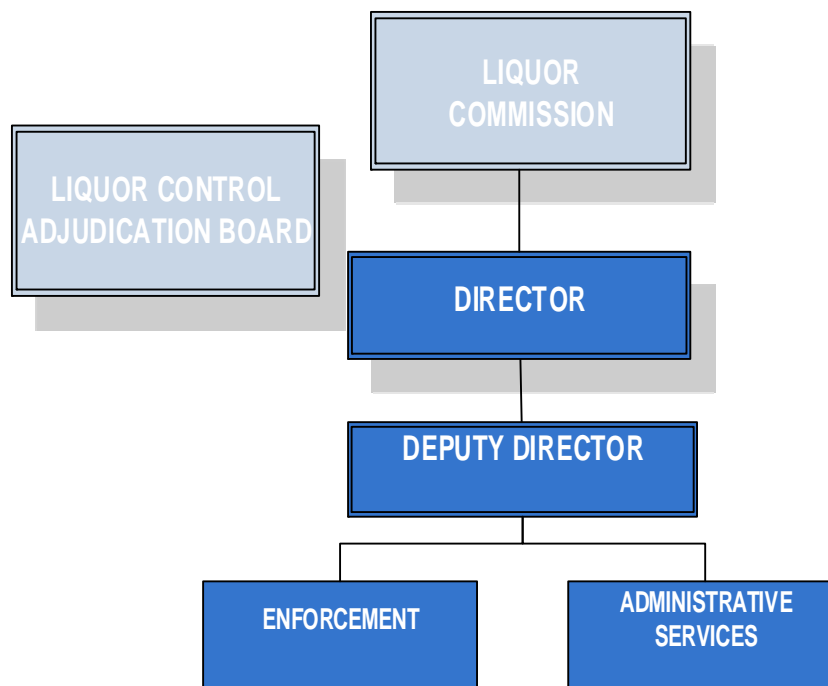 LIQUOR
COMMISSION
LIQUOR CONTROL
ADJUDICATION BOARD
DIRECTOR
DEPUTY DIRECTOR
ENFORCEMENT
ADMINISTRATIVE
SERVICES